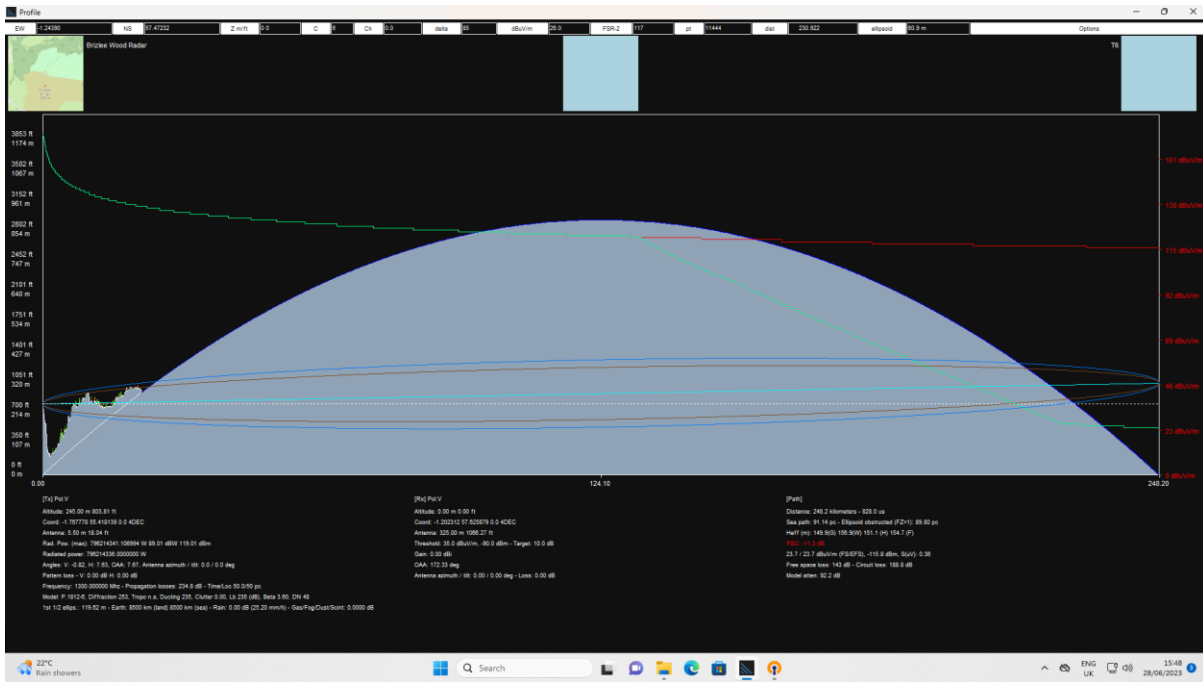 Profile
EW -1.24390 NS 57.47232 Z m/ft 0.0 C 6 Ch 0.0 delta 85 dBuV/m 26.0 FSR-2 117 pt 11444 dist 230.922 ellipsoid 60.9 m Options
Brizlee Wood Radar
T6
3853 ft
1174 m
3502 ft
1067 m
3152 ft
961 m
2802 ft
854 m
2452 ft
747 m
2101 ft
640 m
1751 ft
534 m
1401 ft
427 m
1051 ft
320 m
700 ft
214 m
350 ft
107 m
0 ft
0 m
161 dBuV/m
138 dBuV/m
115 dBuV/m
92 dBuV/m
69 dBuV/m
46 dBuV/m
23 dBuV/m
0 dBuV/m
0.00 124.10 248.20
[Tx] Pol:V
Altitude: 245.00 m 803.81 ft
Coord: -1.767778 55.418139 0.0 4DEC
Antenna: 5.50 m 18.04 ft
Rad. Pow. (max): 796214341.106994 W 89.01 dBW 119.01 dBm
Radiated power: 796214336.0000000 W
Angles: V: -0.82, H: 7.63, OAA: 7.67, Antenna azimuth / tilt: 0.0 / 0.0 deg
Pattern loss - V: 0.00 dB H: 0.00 dB
Frequency: 1300.000000 Mhz - Propagation losses: 234.8 dB - Time/Loc 50.0/50 pc
Model: P.1812-6, Diffraction 253, Tropo n.a, Ducting 235, Clutter 0.00, Lb 235 (dB), Beta 3.60, DN 48
1st 1/2 ellips.: 119.62 m - Earth: 8500 km (land) 8500 km (sea) - Rain: 0.00 dB (25.20 mm/h) - Gas/Fog/Dust/Scint: 0.0000 dB
[Rx] Pol:V
Altitude: 0.00 m 0.00 ft
Coord: -1.202312 57.625879 0.0 4DEC
Antenna: 325.00 m 1066.27 ft
Threshold: 35.0 dBuV/m, -90.0 dBm - Target: 10.0 dB
Gain: 0.00 dBi
OAA: 172.33 deg
Antenna azimuth / tilt: 0.00 / 0.00 deg - Loss: 0.00 dB
[Path]
Distance: 248.2 kilometers - 828.0 us
Sea path: 91.14 pc - Ellipsoid obstructed (FZ=1): 89.80 pc
Heff (m): 149.9(G) 156.9(W) 151.1 (H) 154.7 (F)
23.7 / 23.7 dBuV/m (FS/EFS), -115.8 dBm, S(uV): 0.36
Free space loss: 143 dB - Circuit loss: 188.8 dB
Model atten: 92.2 dB
22°C
Rain showers
Search
ENG
UK
15:48
28/06/2023